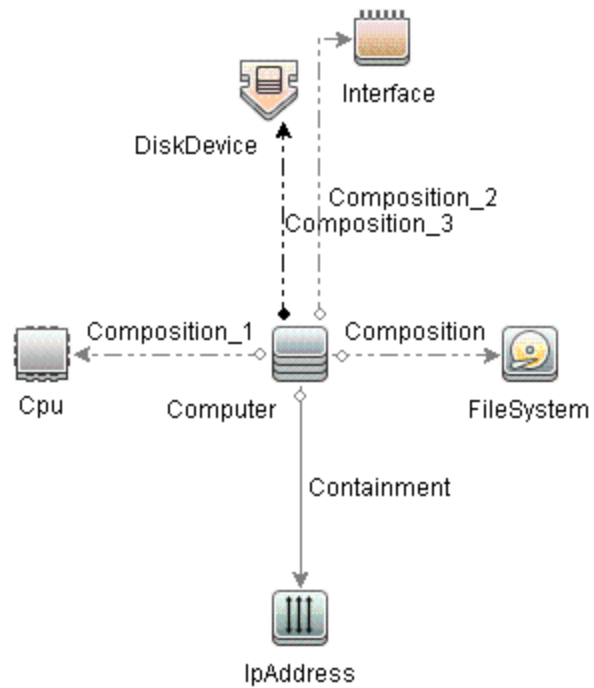 Interface
DiskDevice
Composition_2
Composition_3
Composition_1
Composition
Cpu
Computer
FileSystem
Containment
IpAddress